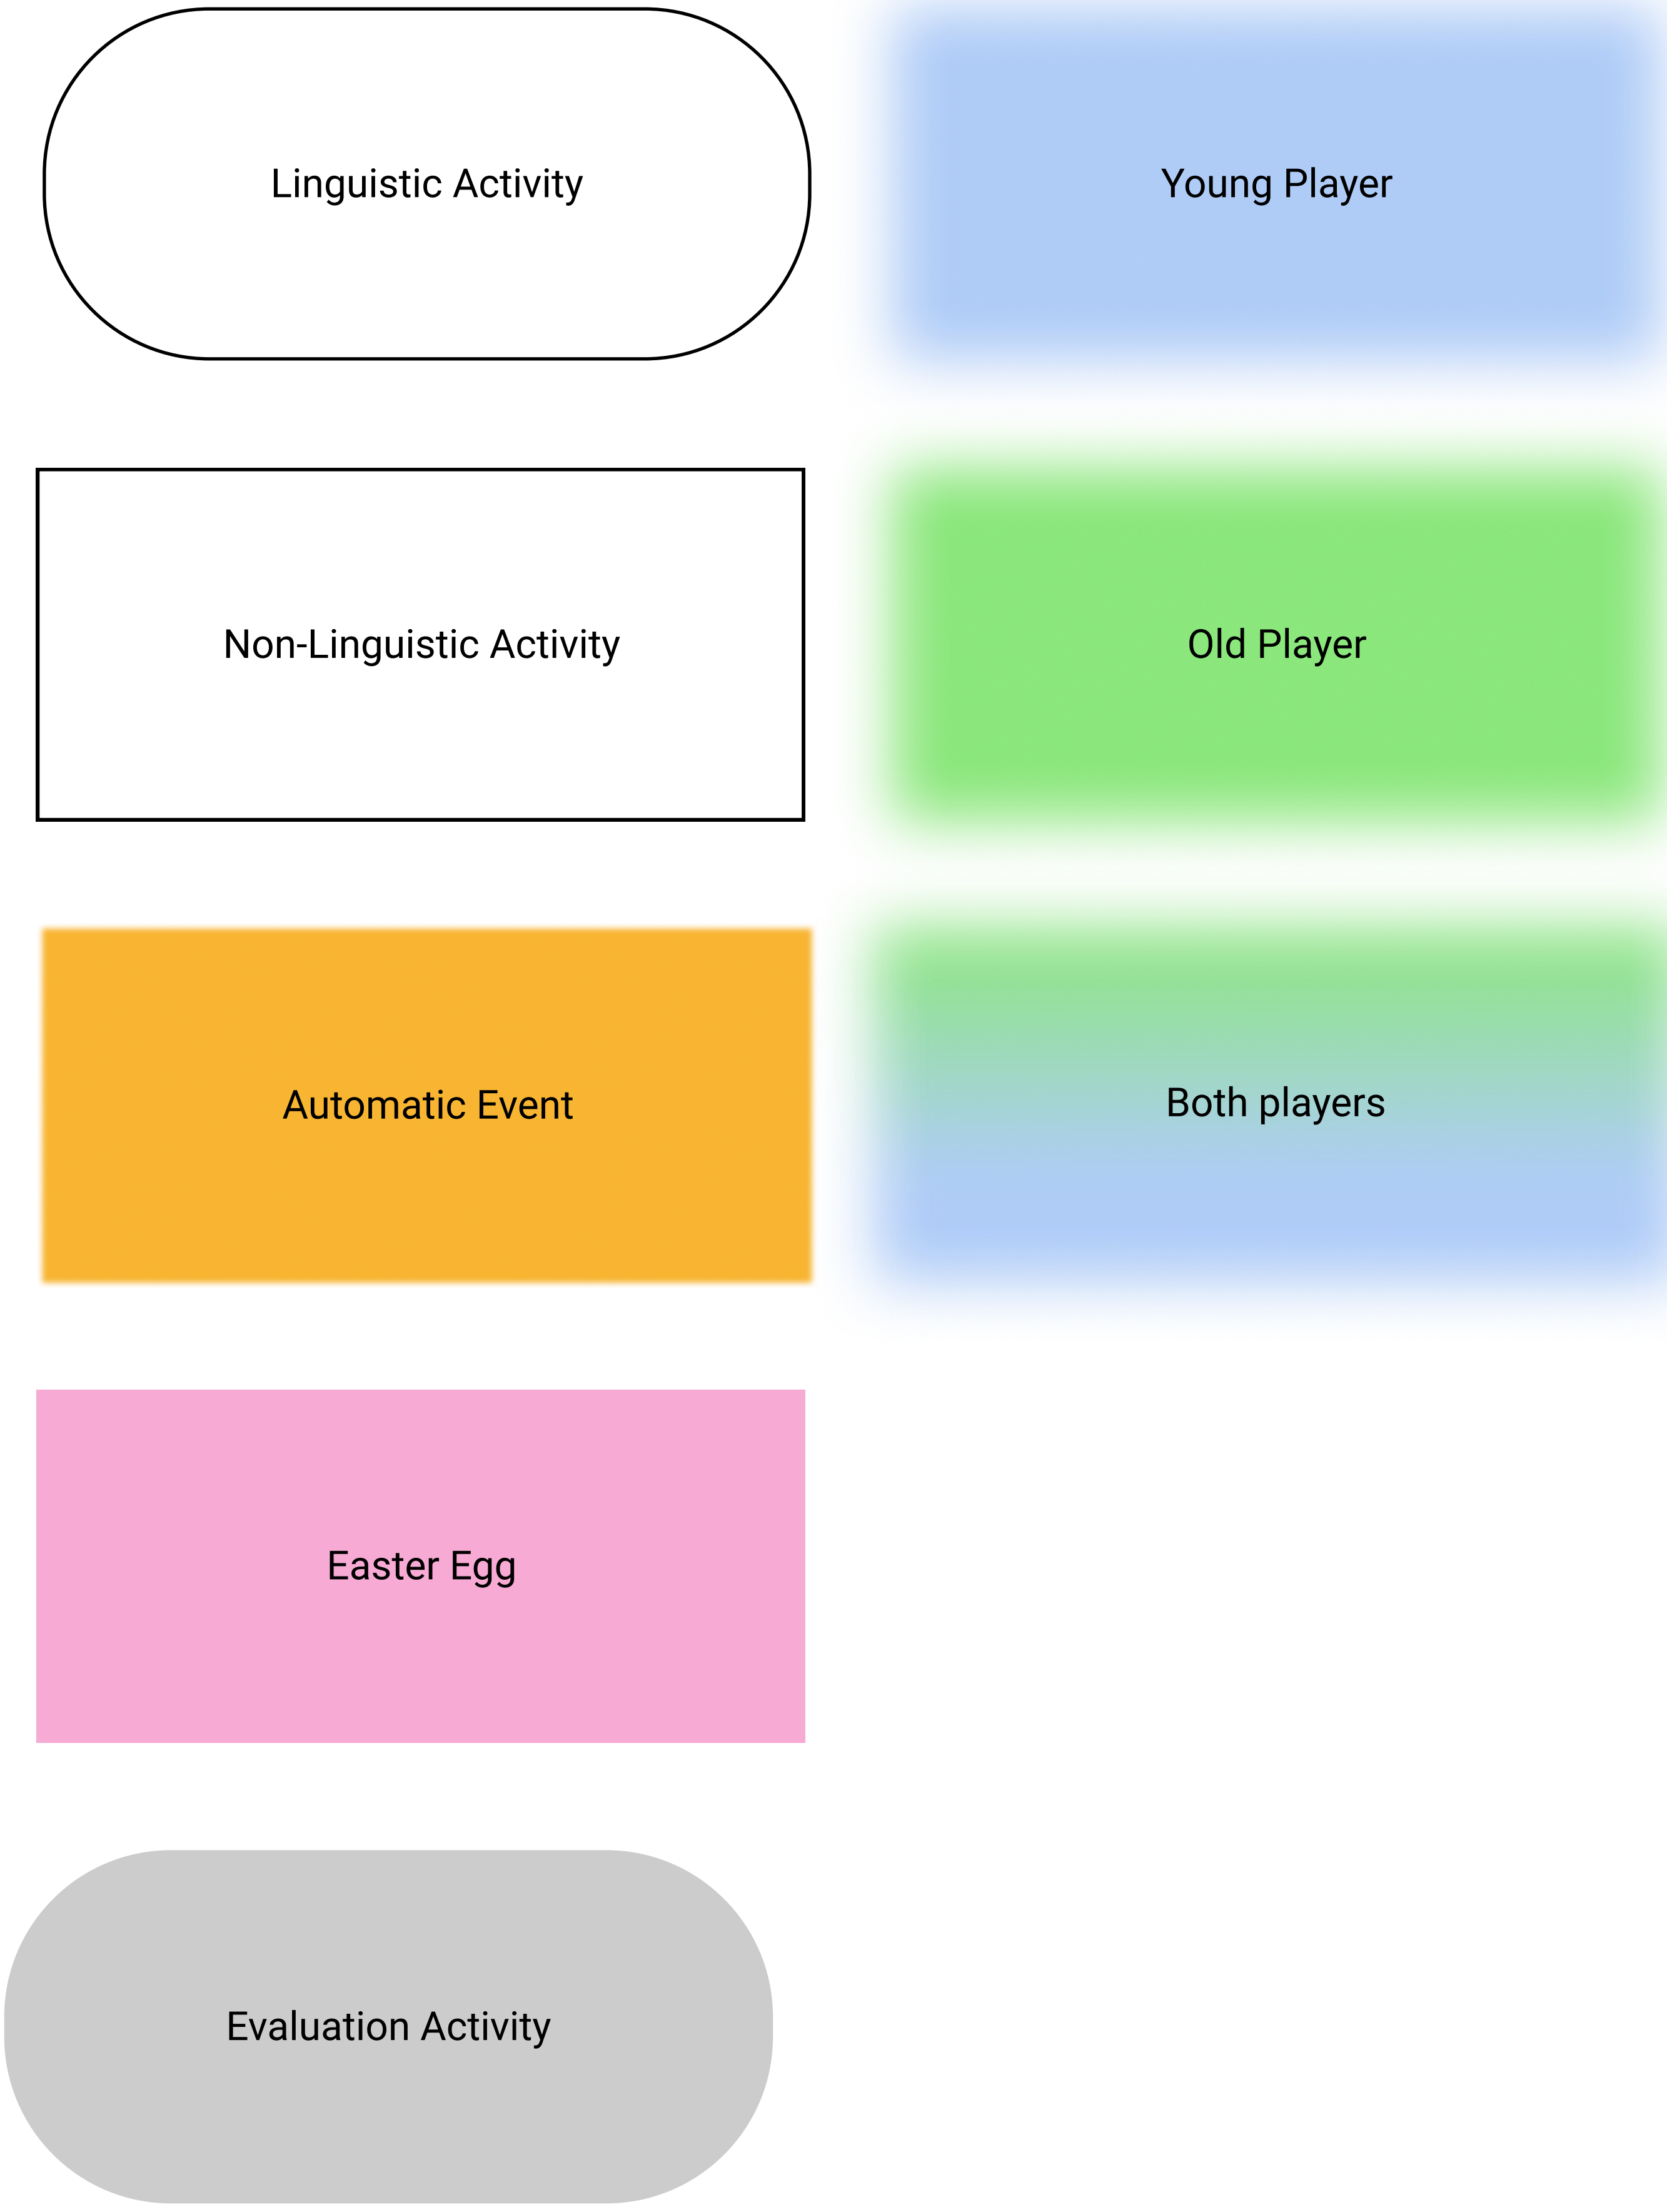 Linguistic Activity
Young Player
Non-Linguistic Activity
Old Player
Automatic Event
Both players
Easter Egg
Evaluation Activity